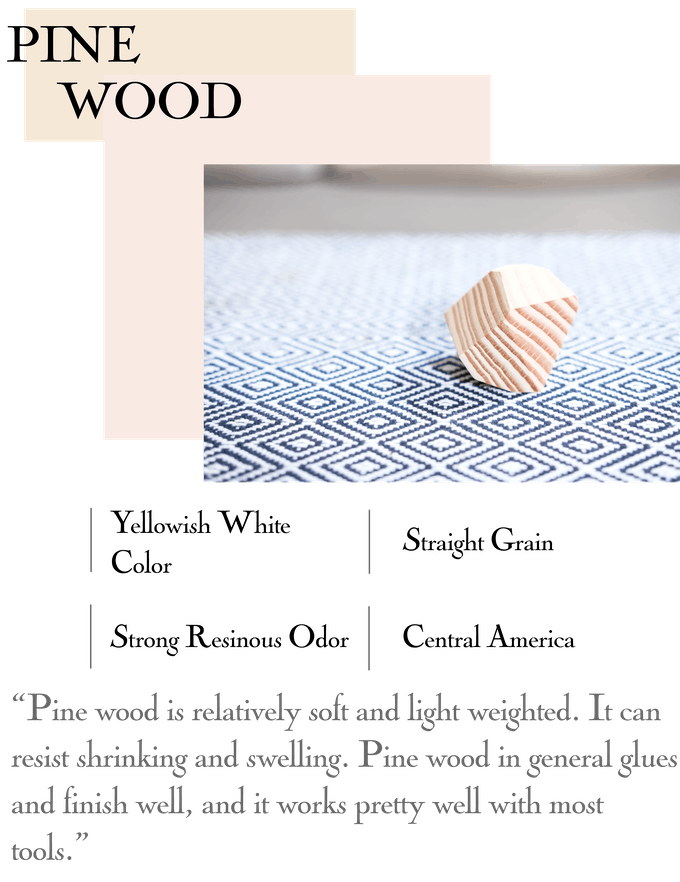 PINE
WOOD
Yellowish White
Color
Straight Grain
Strong Resinous Odor
Central America
“Pine wood is relatively soft and light weighted. It can
resist shrinking and swelling. Pine wood in general glues
and finish well, and it works pretty well with most
tools.”